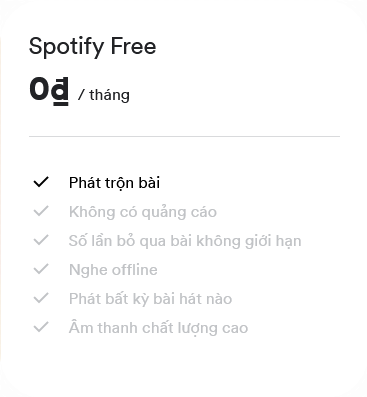 Spotify Free
0₫ / tháng
Phát trộn bài
Không có quảng cáo
Số lần bỏ qua bài không giới hạn
Nghe offline
Phát bất kỳ bài hát nào
Âm thanh chất lượng cao